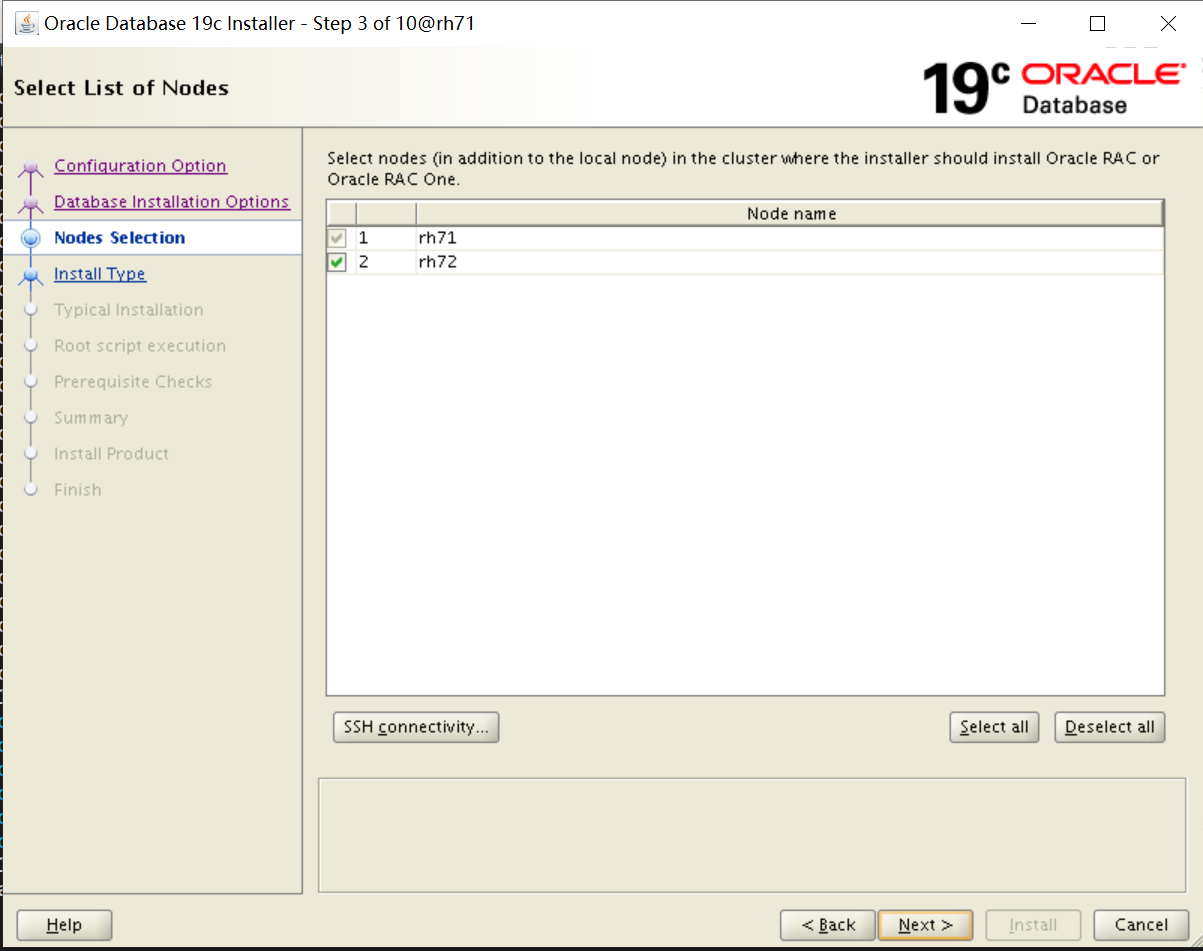 Oracle Database 19c Installer - Step 3 of 10@rh71
Select List of Nodes
19c ORACLE
Database
Configuration Option
Database Installation Options
Nodes Selection
Install Type
Typical Installation
Root script execution
Prerequisite Checks
Summary
Install Product
Finish
Select nodes (in addition to the local node) in the cluster where the installer should install Oracle RAC or
Oracle RAC One.
Node name
1 rh71
2 rh72
SSH connectivity... Select all Deselect all
Help < Back Next > Install Cancel